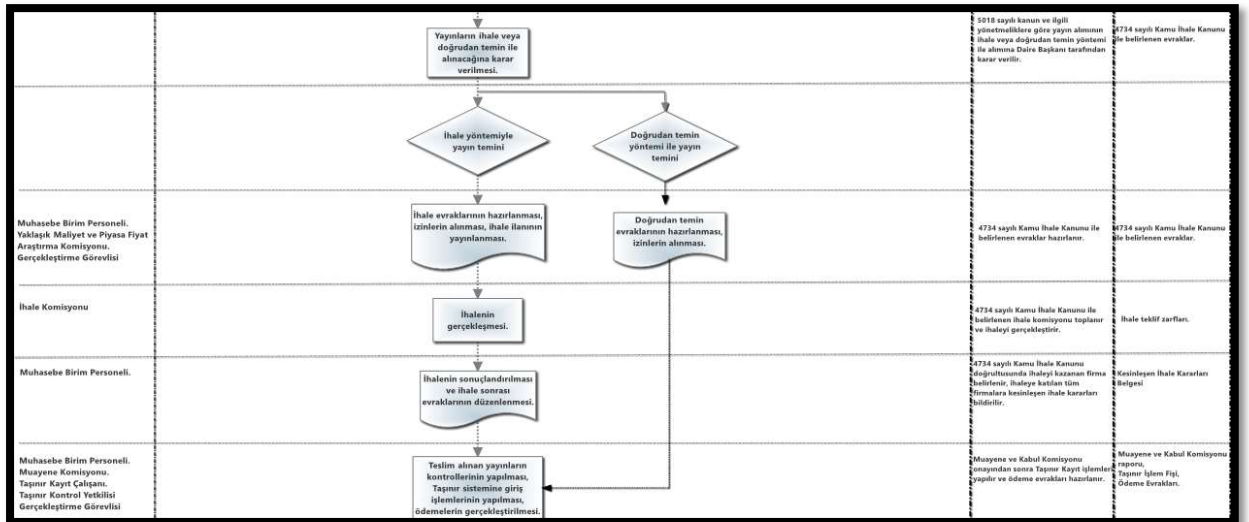 Yayınların ihale veya
doğrudan temin ile
alınacağına karar
verilmesi.
5018 sayılı kanun ve ilgili
yönetmeliklere göre yayın alımının
ihale veya doğrudan temin yöntemi
ile alımına Daire Başkanı tarafından
karar verilir.
4734 sayılı Kamu İhale Kanunu
ile belirlenen evraklar.
İhale yöntemiyle
yayın temini
Doğrudan temin
yöntemi ile yayın
temini
Muhasebe Birim Personeli.
Yaklaşık Maliyet ve Piyasa Fiyat
Araştırma Komisyonu.
Gerçekleştirme Görevlisi
İhale evraklarının hazırlanması,
izinlerin alınması, ihale ilanının
yayınlanması.
Doğrudan temin
evraklarının hazırlanması,
izinlerin alınması.
4734 sayılı Kamu İhale Kanunu ile
belirlenen evraklar hazırlanır.
4734 sayılı Kamu İhale Kanunu
ile belirlenen evraklar.
İhale Komisyonu
İhalenin
gerçekleşmesi.
4734 sayılı Kamu İhale Kanunu ile
belirlenen ihale komisyonu toplanır
ve ihaleyi gerçekleştirir.
İhale teklif zarfları.
Muhasebe Birim Personeli.
İhalenin sonuçlandırılması
ve ihale sonrası
evraklarının düzenlenmesi.
4734 sayılı Kamu İhale Kanunu
doğrultusunda ihaleyi kazanan firma
belirlenir, ihaleye katılan tüm
firmalara kesinleşen ihale kararları
bildirilir.
Kesinleşen İhale Kararları
Belgesi
Muhasebe Birim Personeli.
Muayene Komisyonu.
Taşınır Kayıt Çalışanı.
Taşınır Kontrol Yetkilisi
Gerçekleştirme Görevlisi
Teslim alınan yayınların
kontrollerinin yapılması,
Taşınır sistemine giriş
işlemlerinin yapılması,
ödemelerin gerçekleştirilmesi.
Muayene ve Kabul Komisyonu
onayından sonra Taşınır Kayıt işlemleri
yapılır ve ödeme evrakları hazırlanır.
Muayene ve Kabul Komisyonu
raporu,
Taşınır İşlem Fişi,
Ödeme Evrakları.